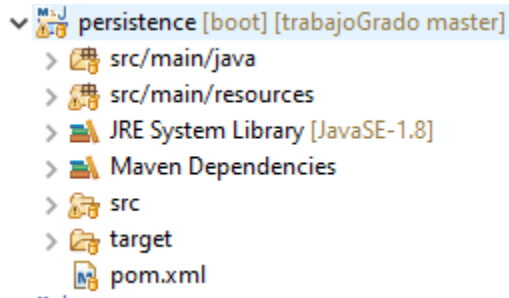 persistence [boot] [trabajoGrado master]
src/main/java
src/main/resources
JRE System Library [JavaSE-1.8]
Maven Dependencies
src
target
pom.xml